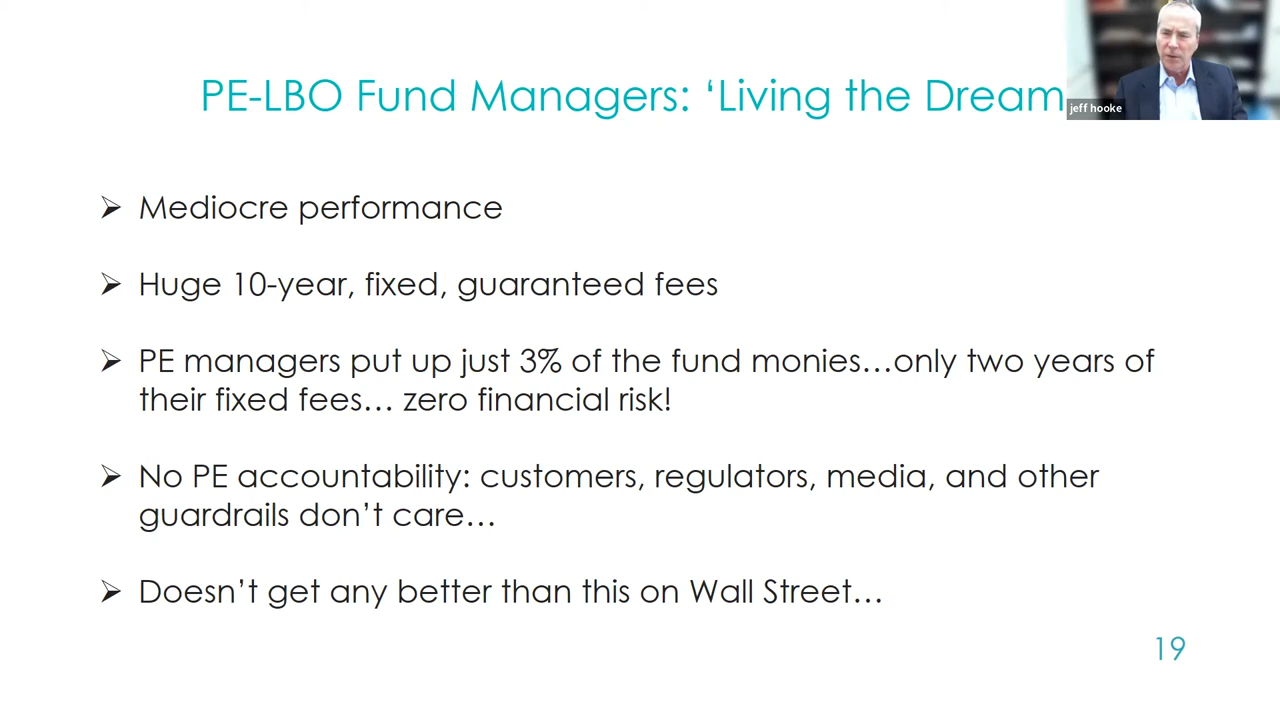 PE-LBO Fund Managers: ‘Living the Dream
jeff hooke
➢ Mediocre performance
➢ Huge 10-year, fixed, guaranteed fees
➢ PE managers put up just 3% of the fund monies…only two years of
their fixed fees… zero financial risk!
➢ No PE accountability: customers, regulators, media, and other
guardrails don’t care…
➢ Doesn’t get any better than this on Wall Street…
19